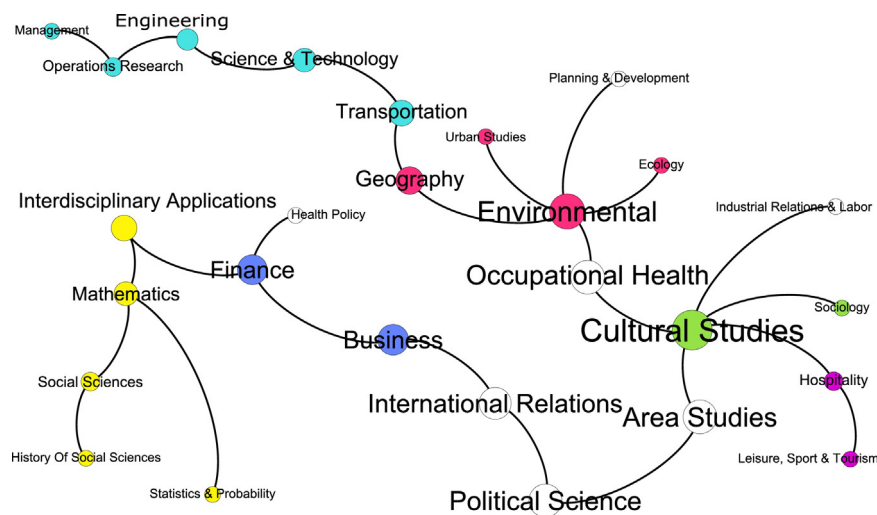 Engineering
Management
Science & Technology
Operations Research
Planning & Development
Transportation
Urban Studies
Ecology
Geography
Interdisciplinary Applications
Health Policy
Environmental
Industrial Relations & Labor
Finance
Occupational Health
Mathematics
Sociology
Cultural Studies
Business
Social Sciences
Hospitality
International Relations
Area Studies
History Of Social Sciences
Leisure, Sport & Tourism
Statistics & Probability
Political Science